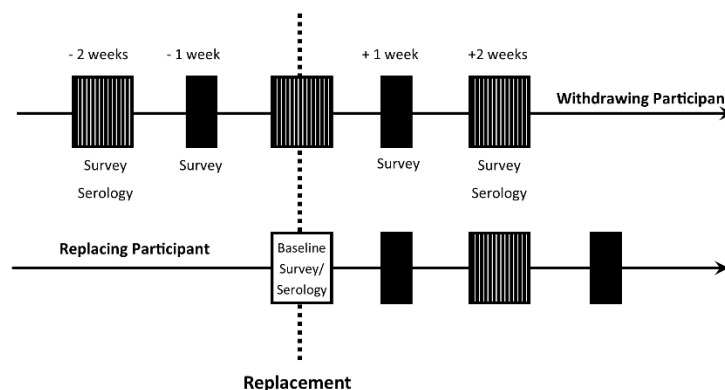 - 2 weeks
- 1 week
+ 1 week
+2 weeks
Withdrawing Participan
Survey
Serology
Survey
Survey
Survey
Serology
Replacing Participant
Baseline
Survey/
Serology
Replacement